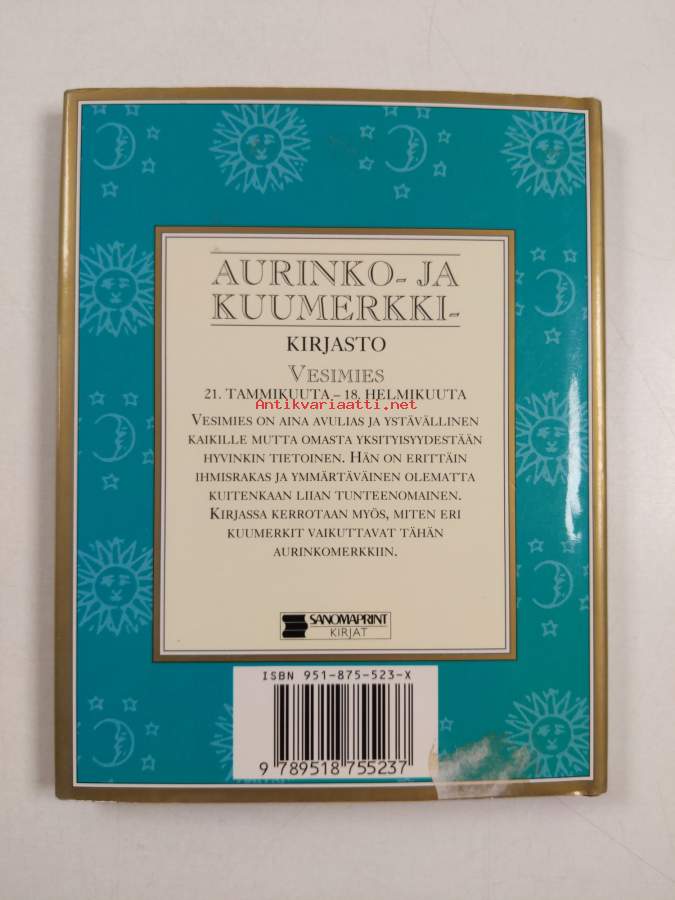 AURINKO- JA
KUUMERKKI-
KIRJASTO
VESIMIES
21. TAMMIKUUTA – 18. HELMIKUUTA
Antikvariaatti.net
VESIMIES ON AINA AVULIAS JA YSTÄVÄLLINEN
KAIKILLE MUTTA OMASTA YKSITYISYYDESTÄÄN
HYVINKIN TIETOINEN. HÄN ON ERITTÄIN
IHMISRAKAS JA YMMÄRTÄVÄINEN OLEMATTA
KUITENKAAN LIIAN TUNTEENOMAINEN.
KIRJASSA KERROTAAN MYÖS, MITEN ERI
KUUMERKIT VAIKUTTAVAT TÄHÄN
AURINKOMERKKIIN.
SANOMAPRINT
KIRJAT
ISBN 951-875-523-X
9 789518 755237